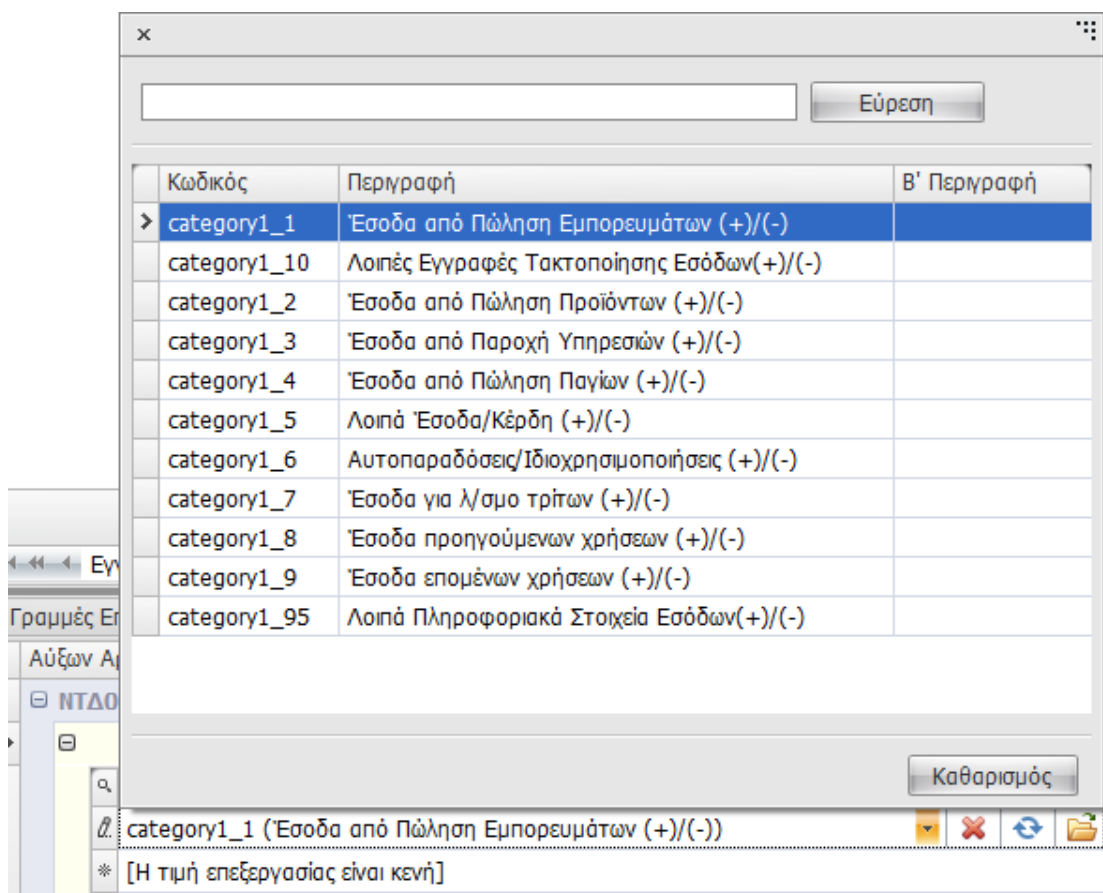 Εύρεση
Κωδικός Περιγραφή Β' Περιγραφή
category1_1 Έσοδα από Πώληση Εμπορευμάτων (+)/(-)
category1_10 Λοιπές Εγγραφές Τακτοποίησης Εσόδων(+)/(-)
category1_2 Έσοδα από Πώληση Προϊόντων (+)/(-)
category1_3 Έσοδα από Παροχή Υπηρεσιών (+)/(-)
category1_4 Έσοδα από Πώληση Παγίων (+)/(-)
category1_5 Λοιπά Έσοδα/Κέρδη (+)/(-)
category1_6 Αυτοπαραδόσεις/Ιδιοχρησιμοποιήσεις (+)/(-)
category1_7 Έσοδα για λ/σμο τρίτων (+)/(-)
category1_8 Έσοδα προηγούμενων χρήσεων (+)/(-)
category1_9 Έσοδα επομένων χρήσεων (+)/(-)
category1_95 Λοιπά Πληροφοριακά Στοιχεία Εσόδων(+)/(-)
Γραμμές
Αύξων
ΝΤΔΟ
Καθαρισμός
category1_1 (Έσοδα από Πώληση Εμπορευμάτων (+)/(-))
[Η τιμή επεξεργασίας είναι κενή]